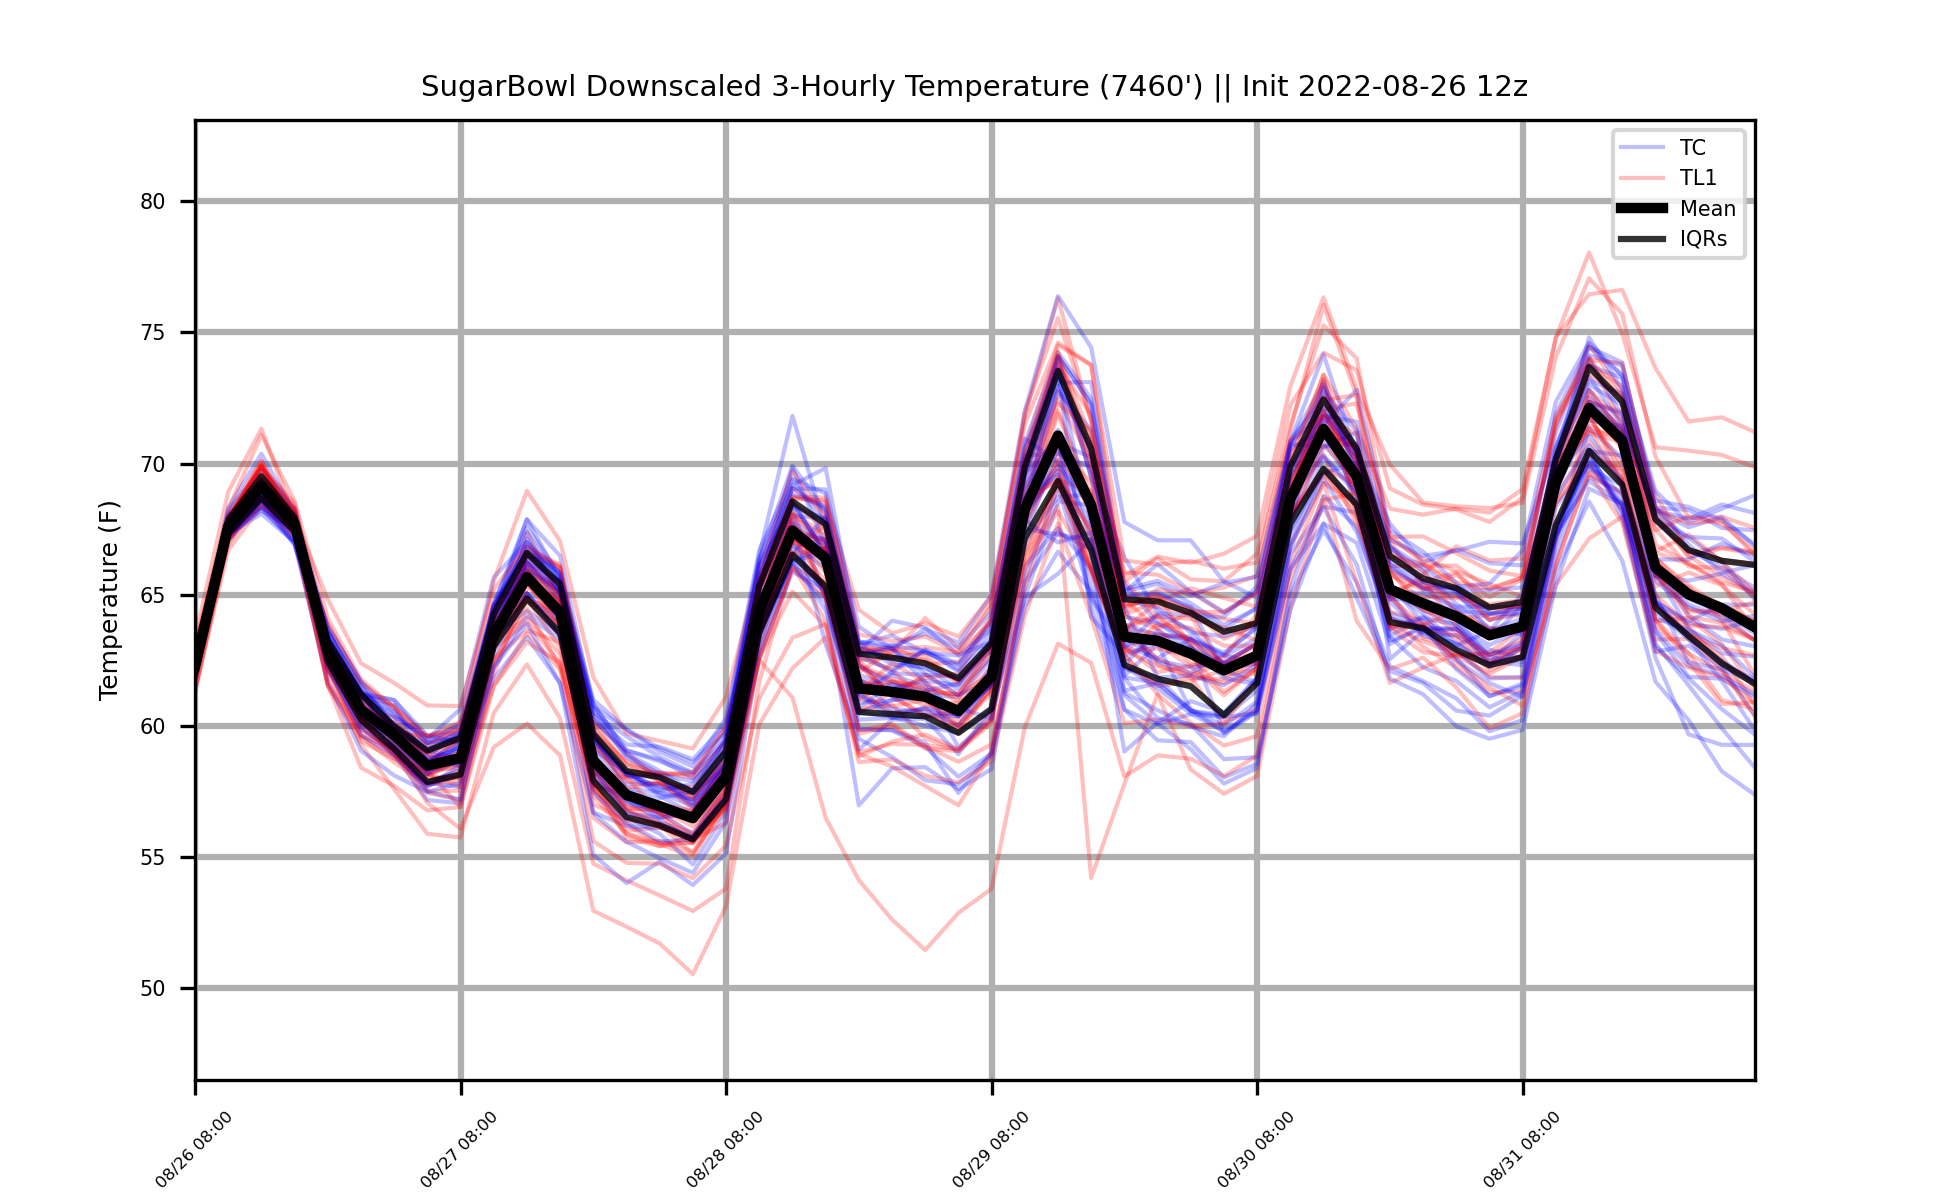 SugarBowl Downscaled 3-Hourly Temperature (7460') || Init 2022-08-26 12z
TC
TL1
Mean
IQRs
Temperature (F)
80
75
70
65
60
55
50
08/26 08:00
08/27 08:00
08/28 08:00
08/29 08:00
08/30 08:00
08/31 08:00